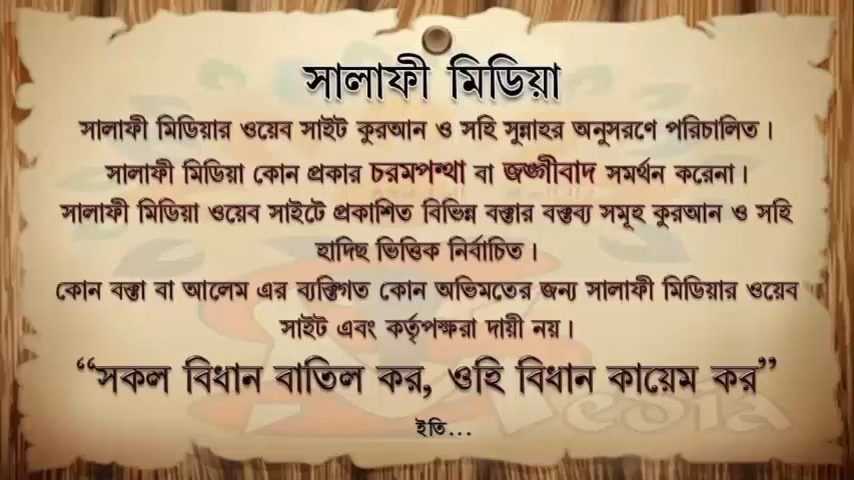 সালাফী মিডিয়া
সালাফী মিডিয়ার ওয়েব সাইট কুরআন ও সহি সুন্নাহর অনুসরণে পরিচালিত।
সালাফী মিডিয়া কোন প্রকার চরমপন্থা বা জঙ্গীবাদ সমর্থন করেনা।
সালাফী মিডিয়া ওয়েব সাইটে প্রকাশিত বিভিন্ন বক্তার বক্তব্য সমূহ কুরআন ও সহি
হাদিছ ভিত্তিক নির্বাচিত।
কোন বক্তা বা আলেম এর ব্যক্তিগত কোন অভিমতের জন্য সালাফী মিডিয়ার ওয়েব
সাইট এবং কর্তৃপক্ষরা দায়ী নয়।
“সকল বিধান বাতিল কর, ওহি বিধান কায়েম কর”
ইতি...